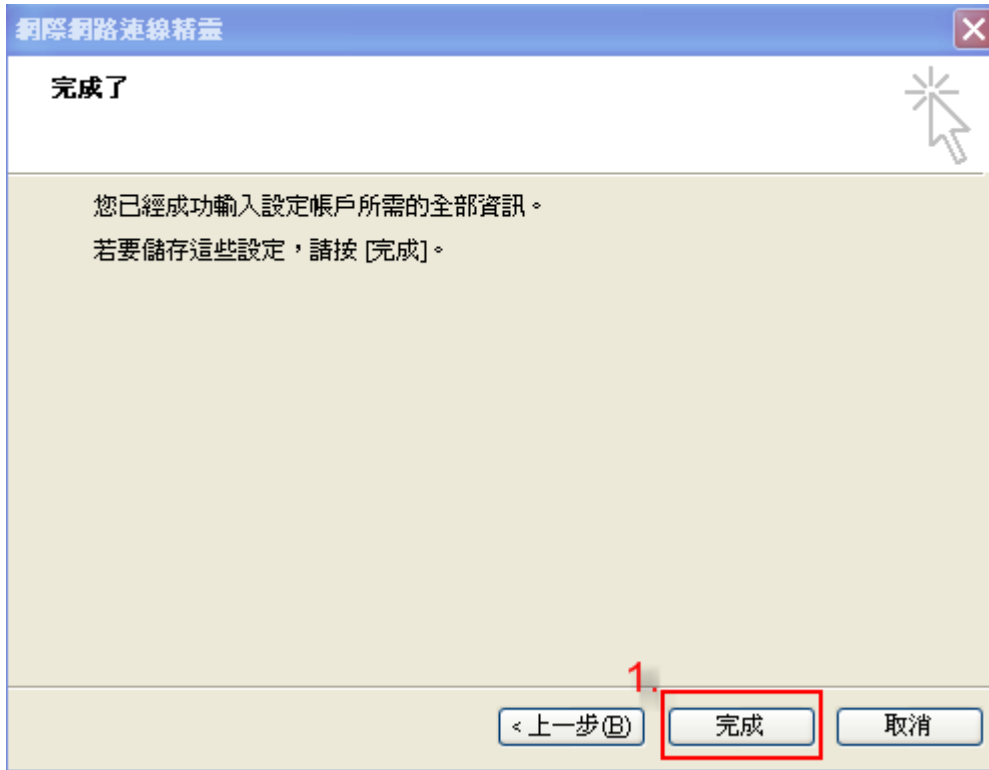 網際網路連線精靈
完成了
您已經成功輸入設定帳戶所需的全部資訊。
若要儲存這些設定，請按 [完成]。
1.
< 上一步(B)
完成
取消